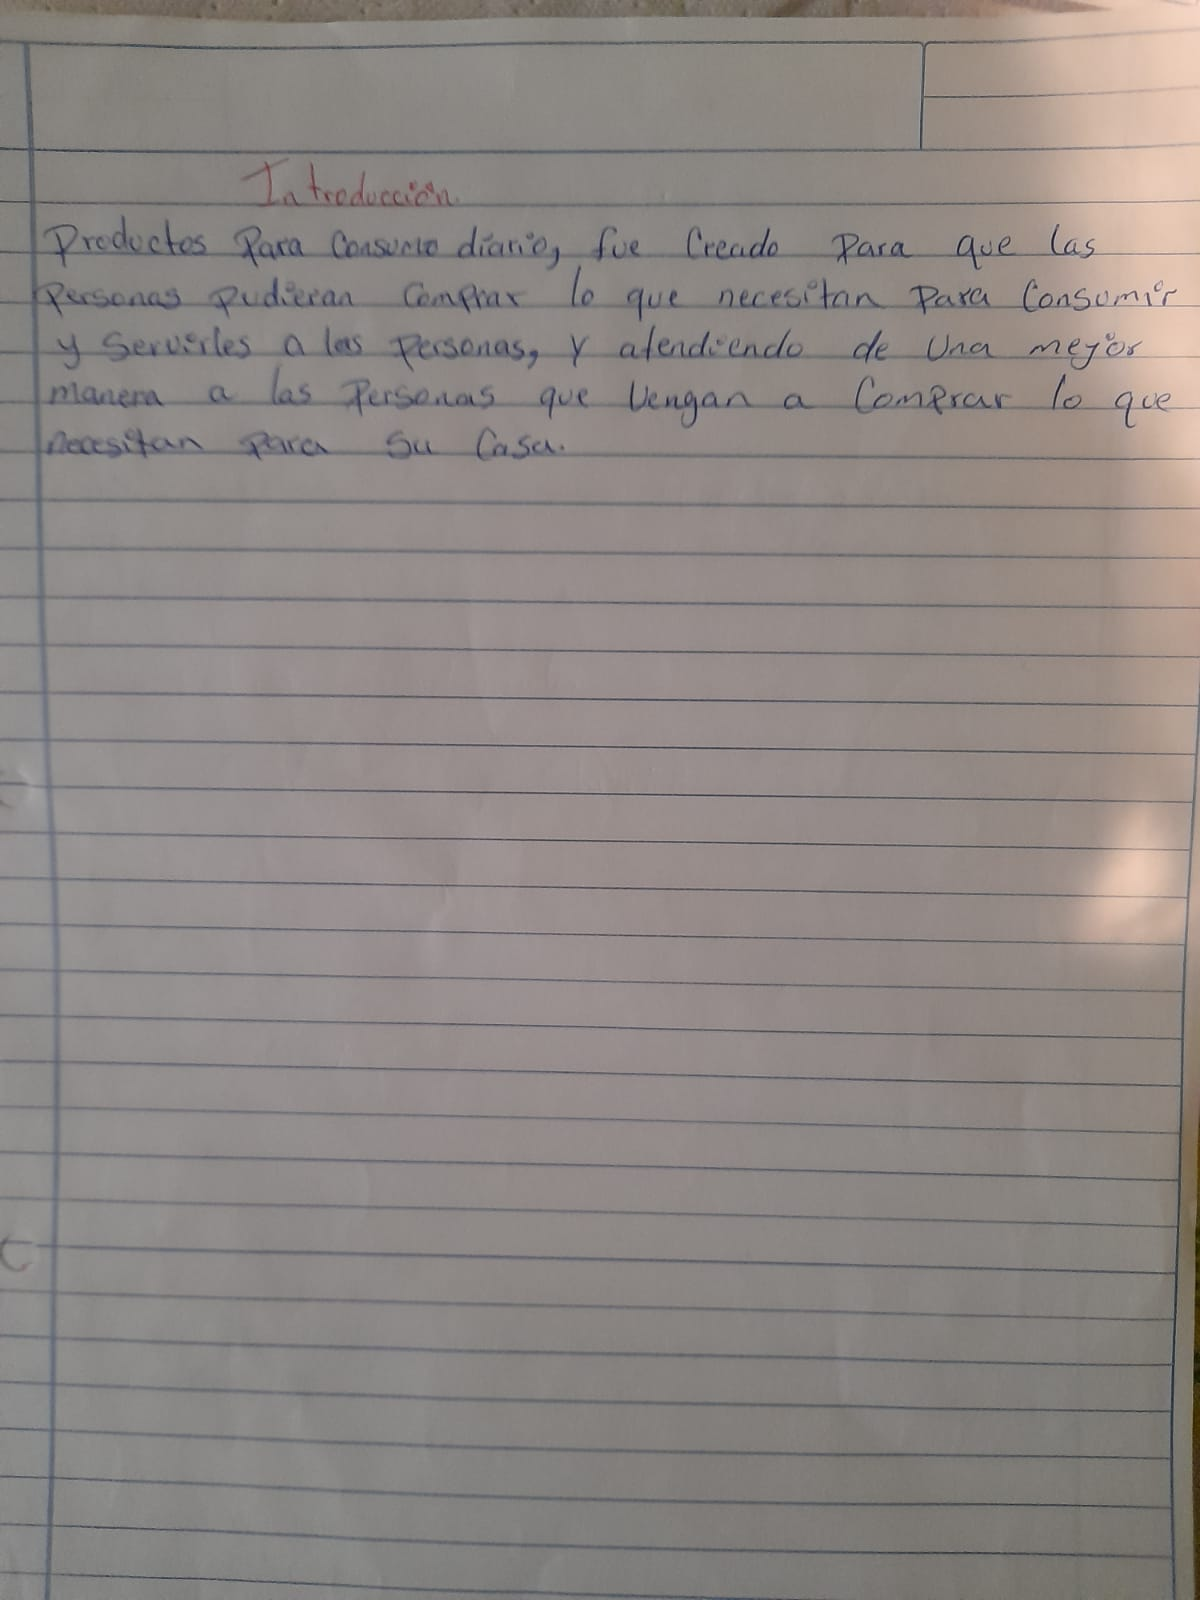 Introducción.
Productos Para Consumo diario, fue Creado Para que las
Personas pudieran Comprar lo que necesitan Para Consumir
y Servirles a las Personas, y atendiendo de Una mejor
manera a las Personas que Vengan a Comprar lo que
necesitan para su Casa.